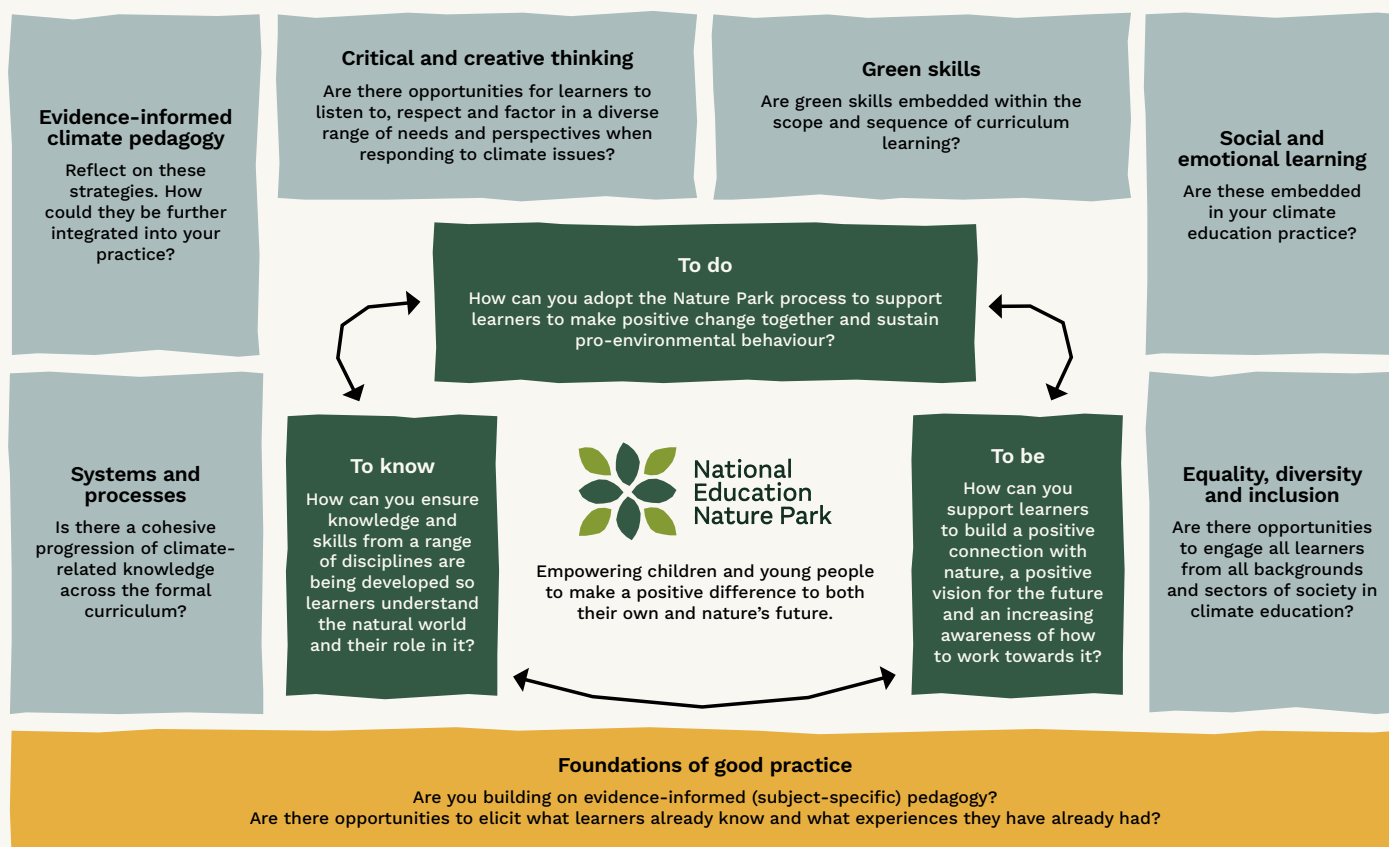 Evidence-informed
climate pedagogy
Reflect on these
strategies. How
could they be further
integrated into your
practice?
Critical and creative thinking
Are there opportunities for learners to
listen to, respect and factor in a diverse
range of needs and perspectives when
responding to climate issues?
Green skills
Are green skills embedded within the
scope and sequence of curriculum
learning?
Social and
emotional learning
Are these embedded
in your climate
education practice?
To do
How can you adopt the Nature Park process to support
learners to make positive change together and sustain
pro-environmental behaviour?
Systems and
processes
Is there a cohesive
progression of climate-
related knowledge
across the formal
curriculum?
To know
How can you ensure
knowledge and
skills from a range
of disciplines are
being developed so
learners understand
the natural world
and their role in it?
National
Education
Nature Park
Empowering children and young people
to make a positive difference to both
their own and nature's future.
To be
How can you
support learners
to build a positive
connection with
nature, a positive
vision for the future
and an increasing
awareness of how
to work towards it?
Equality, diversity
and inclusion
Are there opportunities
to engage all learners
from all backgrounds
and sectors of society in
climate education?
Foundations of good practice
Are you building on evidence-informed (subject-specific) pedagogy?
Are there opportunities to elicit what learners already know and what experiences they have already had?